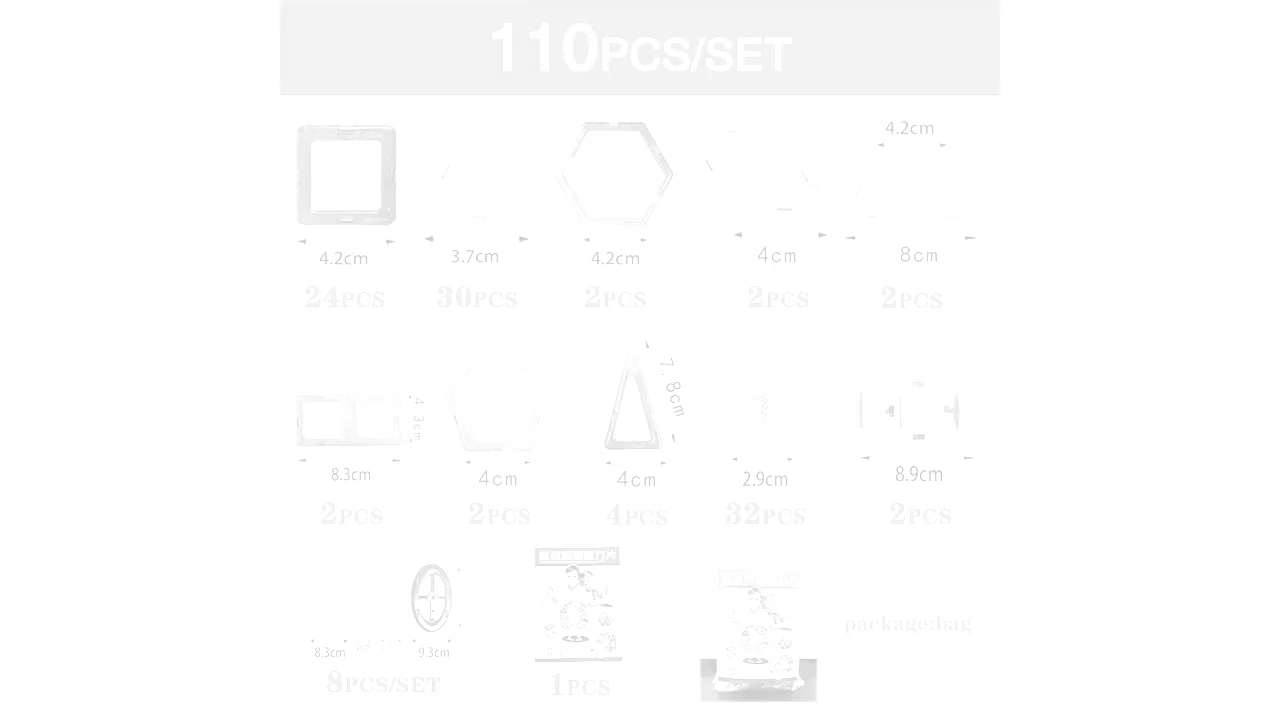 110PCS/SET
4.2cm
4.2cm 3.7cm 4.2cm 4cm 8cm
24PCS 30PCS 2PCS 2PCS 2PCS
7.8cm
4.3cm
8.3cm 4cm 4cm 2.9cm 8.9cm
2PCS 2PCS 4PCS 32PCS 2PCS
package:bag
8.3cm 9.3cm
8PCS/SET 1PCS